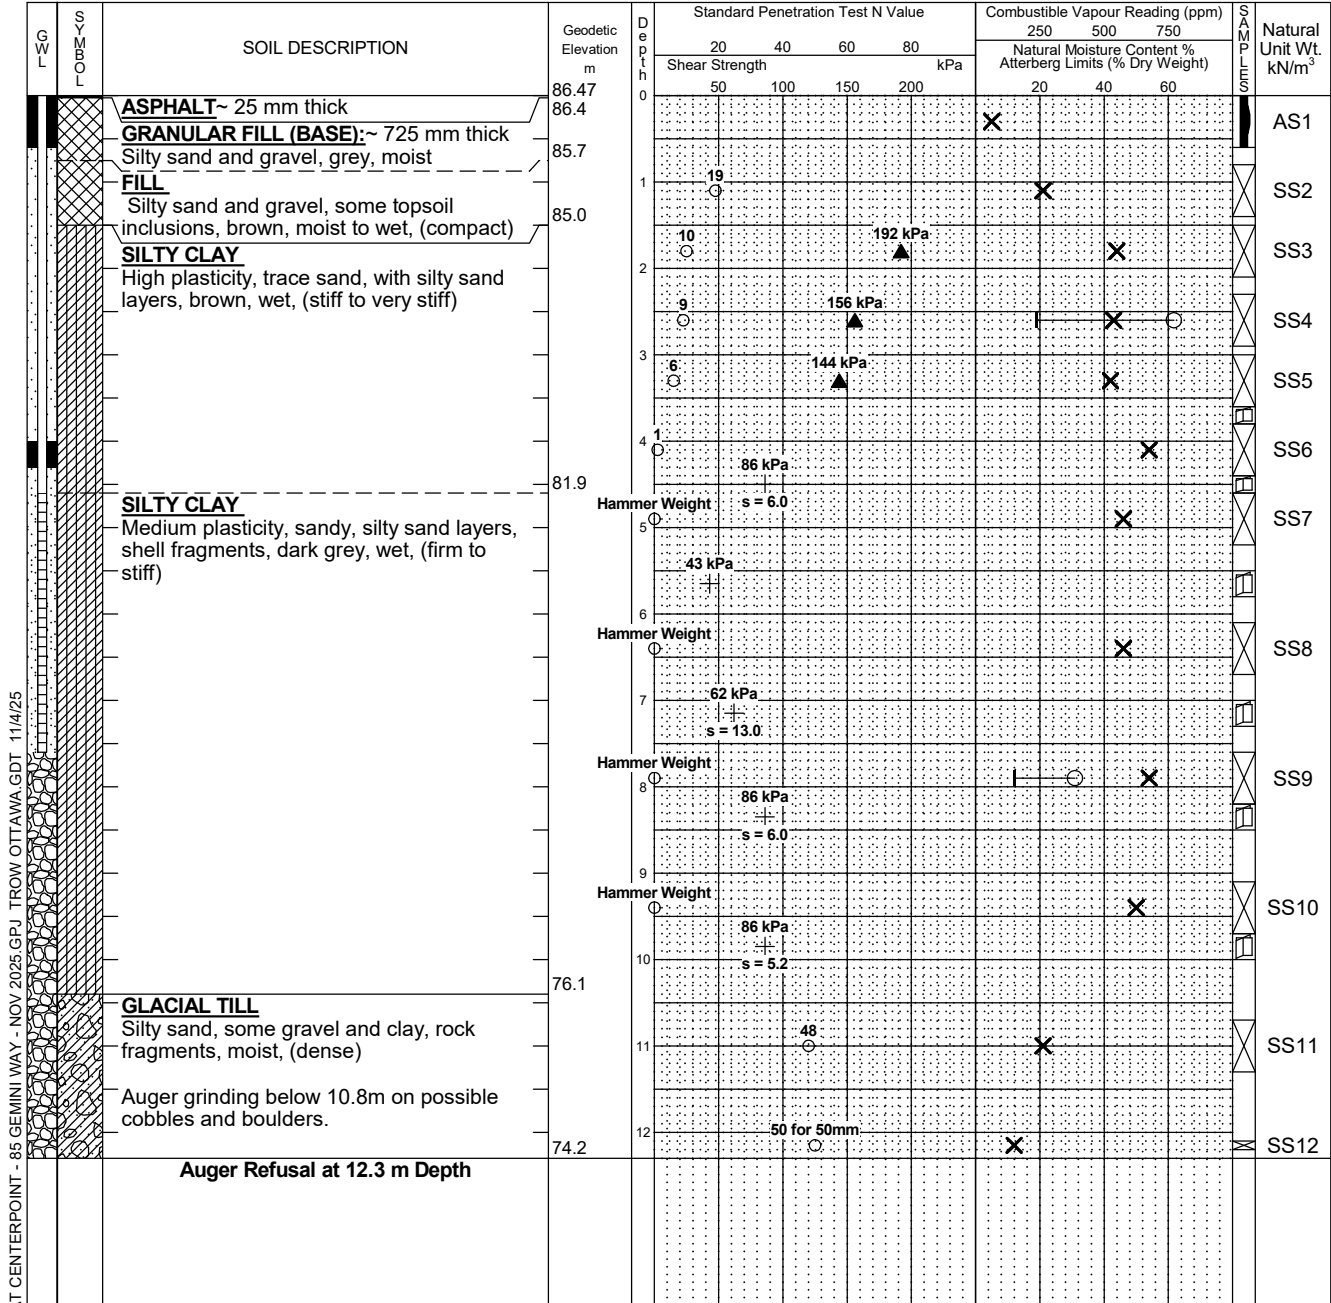 GWL
SYMBOL
SOIL DESCRIPTION
Geodetic
Elevation
m
Depth
Standard Penetration Test N Value
20 40 60 80
Shear Strength kPa
50 100 150 200
Combustible Vapour Reading (ppm)
250 500 750
Natural Moisture Content %
Atterberg Limits (% Dry Weight)
20 40 60
SAMPLES
Natural
Unit Wt.
kN/m³
86.47
0
ASPHALT~ 25 mm thick
86.4
AS1
GRANULAR FILL (BASE):~ 725 mm thick
Silty sand and gravel, grey, moist
85.7
FILL
1
19
SS2
Silty sand and gravel, some topsoil
inclusions, brown, moist to wet, (compact)
85.0
SILTY CLAY
10
192 kPa
SS3
High plasticity, trace sand, with silty sand
layers, brown, wet, (stiff to very stiff)
2
9
156 kPa
SS4
3
6
144 kPa
SS5
4
1
SS6
86 kPa
s = 6.0
81.9
SILTY CLAY
Medium plasticity, sandy, silty sand layers,
shell fragments, dark grey, wet, (firm to
stiff)
Hammer Weight
SS7
5
43 kPa
6
Hammer Weight
SS8
7
62 kPa
s = 13.0
Hammer Weight
SS9
8
86 kPa
s = 6.0
9
Hammer Weight
SS10
86 kPa
s = 5.2
10
76.1
GLACIAL TILL
Silty sand, some gravel and clay, rock
fragments, moist, (dense)
48
11
SS11
Auger grinding below 10.8m on possible
cobbles and boulders.
12
50 for 50mm
SS12
74.2
Auger Refusal at 12.3 m Depth
CENTERPOINT - 85 GEMINI WAY - NOV 2025.GPJ TROW OTTAWA.GDT 11/4/25